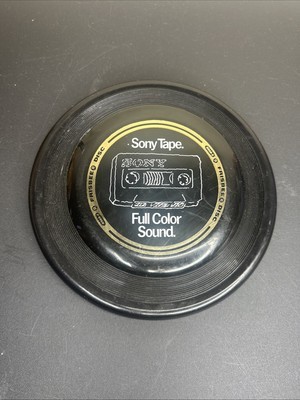 Sony Tape.
SONY
Full Color
Sound.
FRISBEE DISC
FRISBEE DISC